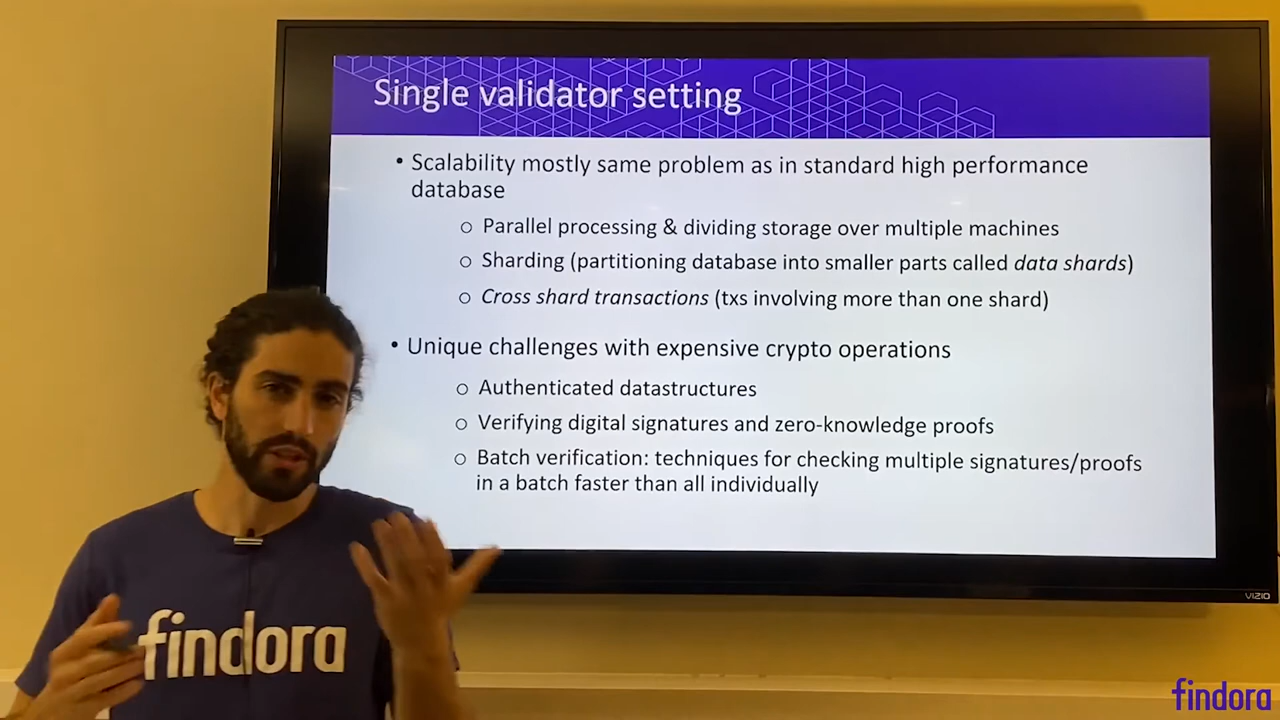 Single validator setting
• Scalability mostly same problem as in standard high performance
database
o Parallel processing & dividing storage over multiple machines
o Sharding (partitioning database into smaller parts called data shards)
o Cross shard transactions (txs involving more than one shard)
• Unique challenges with expensive crypto operations
o Authenticated datastructures
o Verifying digital signatures and zero-knowledge proofs
o Batch verification: techniques for checking multiple signatures/proofs
in a batch faster than all individually
VIZIO
findora
findora